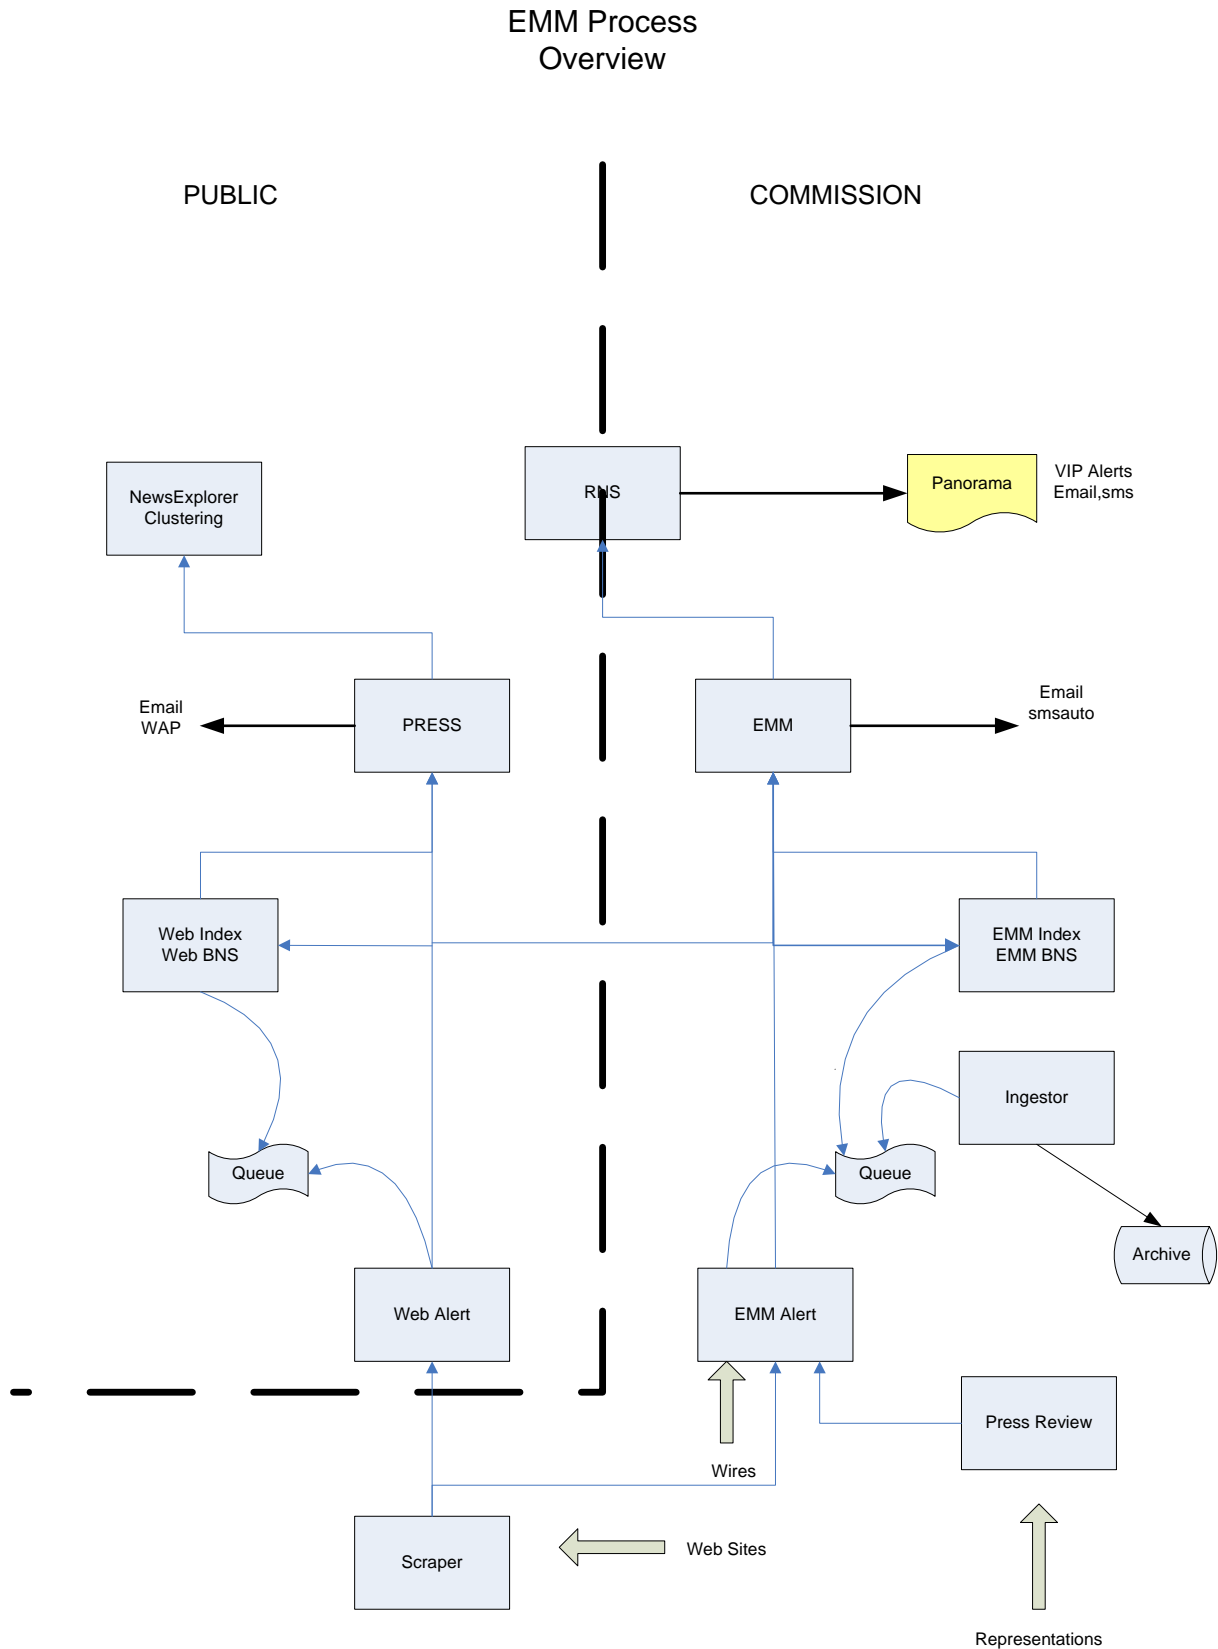 EMM Process
Overview
PUBLIC
COMMISSION
NewsExplorer
Clustering
RNS
Panorama
VIP Alerts
Email,sms
Email
WAP
PRESS
EMM
Email
smsauto
Web Index
Web BNS
EMM Index
EMM BNS
Ingestor
Queue
Queue
Archive
Web Alert
EMM Alert
Press Review
Wires
Scraper
Web Sites
Representations